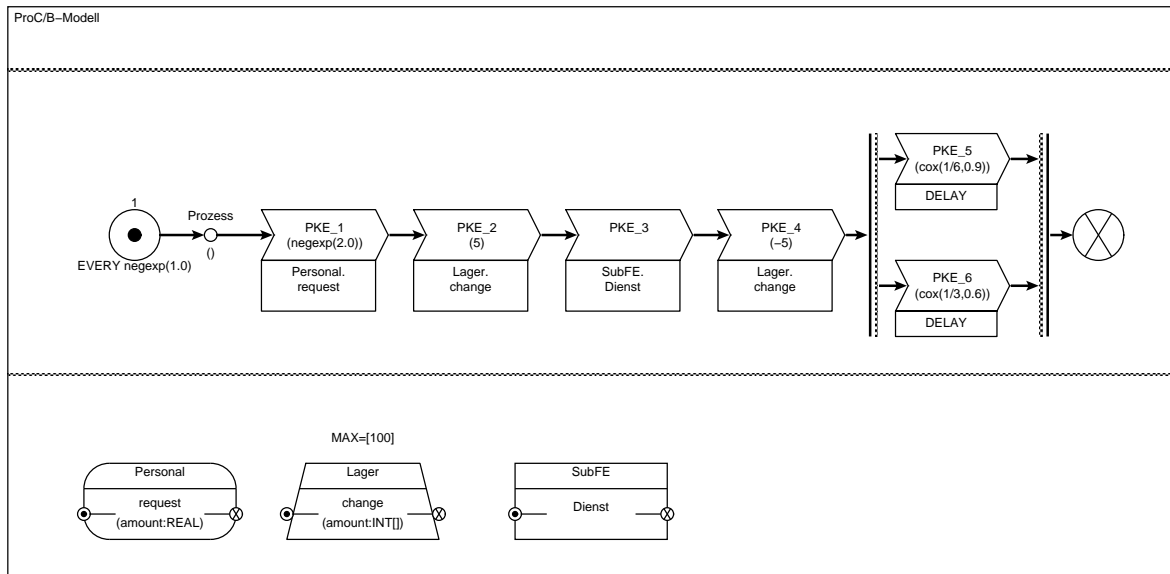 ProC/B−Modell
1
Prozess
()
EVERY negexp(1.0)
PKE_1
(negexp(2.0))
Personal.
request
PKE_2
(5)
Lager.
change
PKE_3
SubFE.
Dienst
PKE_4
(−5)
Lager.
change
PKE_5
(cox(1/6,0.9))
DELAY
PKE_6
(cox(1/3,0.6))
DELAY
Personal
request
(amount:REAL)
MAX=[100]
Lager
change
(amount:INT[])
SubFE
Dienst